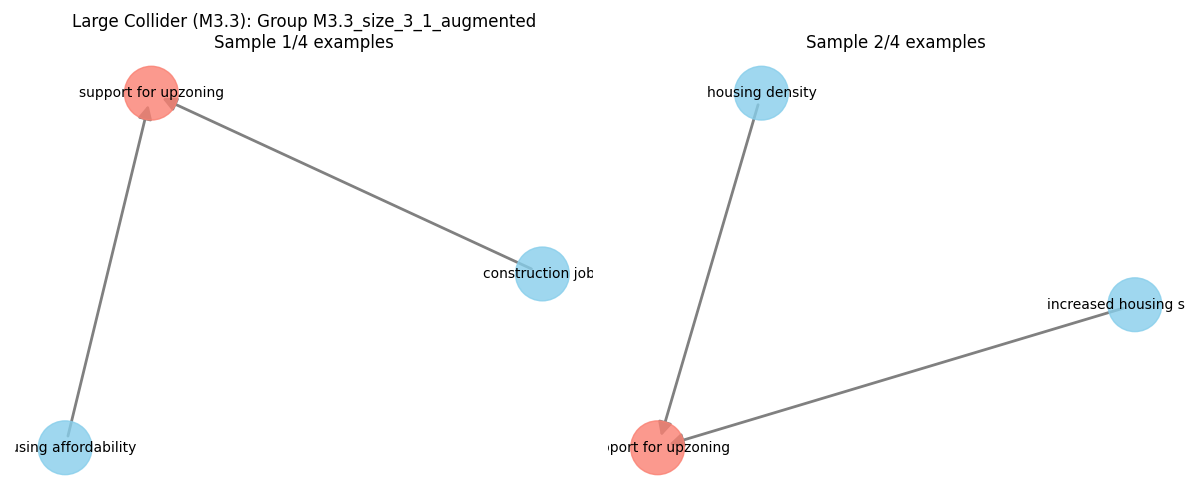 Large Collider (M3.3): Group M3.3_size_3_1_augmented
Sample 1/4 examples
support for upzoning
construction job
using affordability
Sample 2/4 examples
housing density
increased housing s
port for upzoning